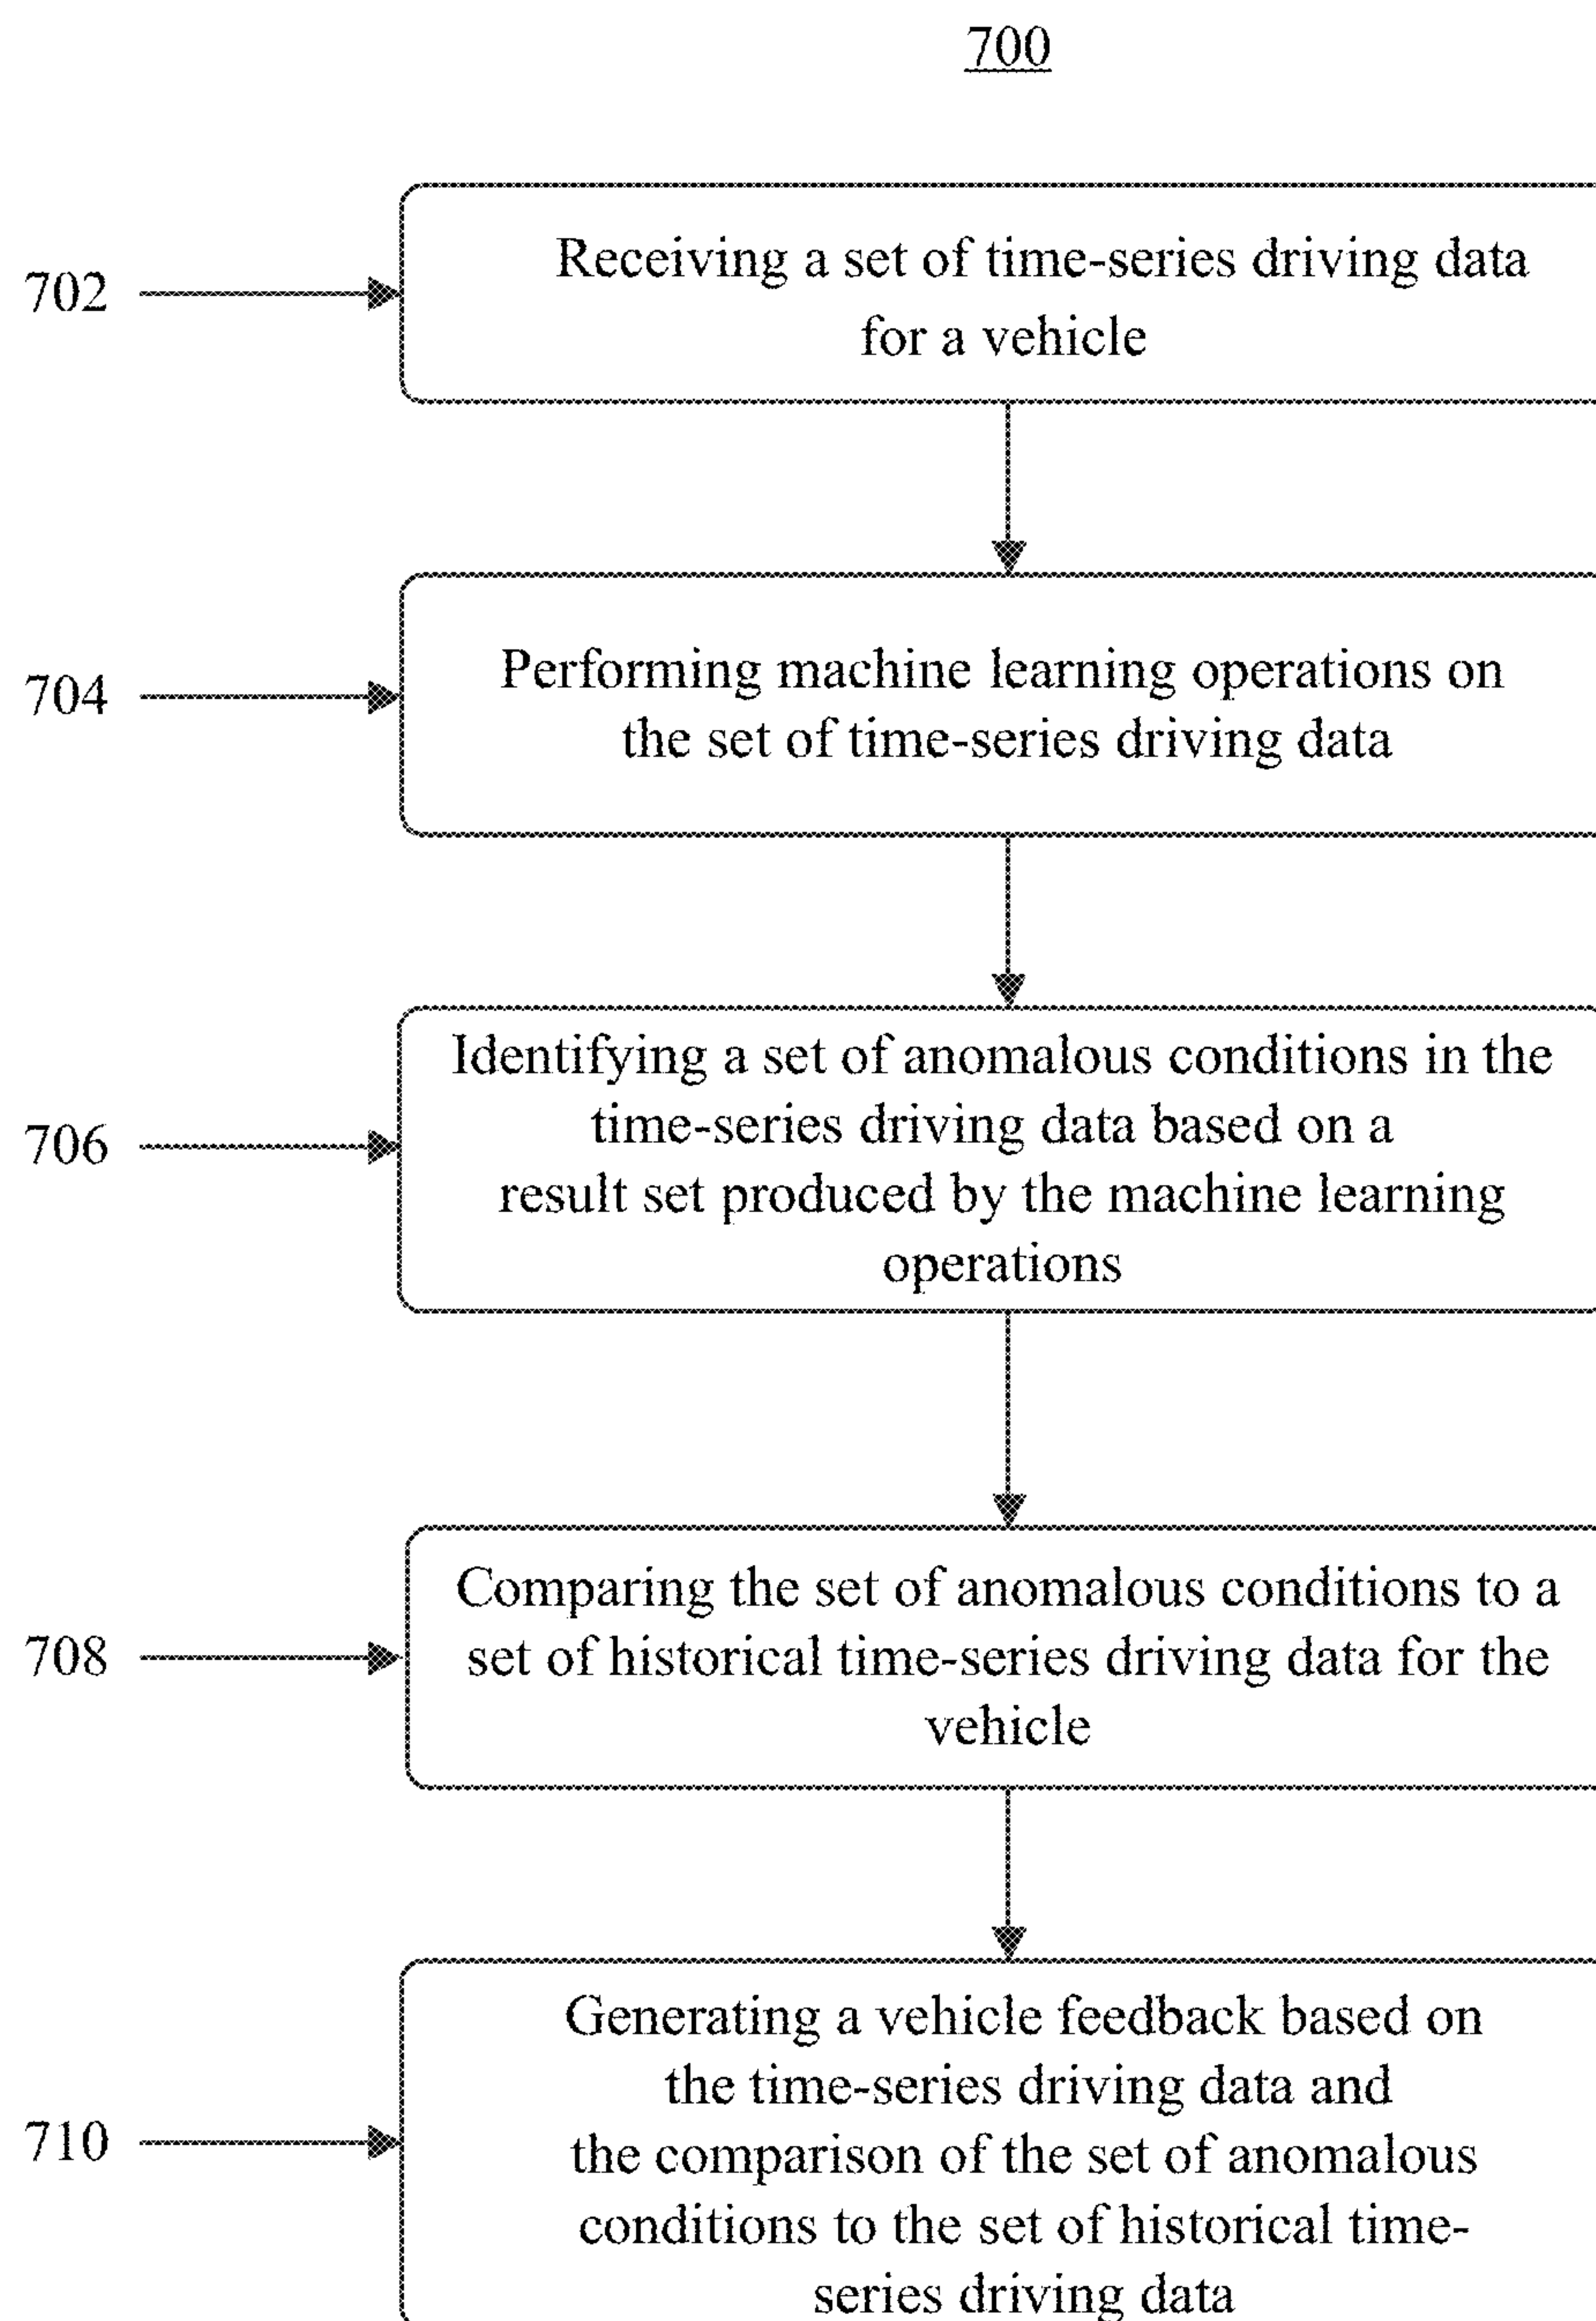 700
702
Receiving a set of time-series driving data
for a vehicle
704
Performing machine learning operations on
the set of time-series driving data
706
Identifying a set of anomalous conditions in the
time-series driving data based on a
result set produced by the machine learning
operations
708
Comparing the set of anomalous conditions to a
set of historical time-series driving data for the
vehicle
710
Generating a vehicle feedback based on
the time-series driving data and
the comparison of the set of anomalous
conditions to the set of historical time-
series driving data